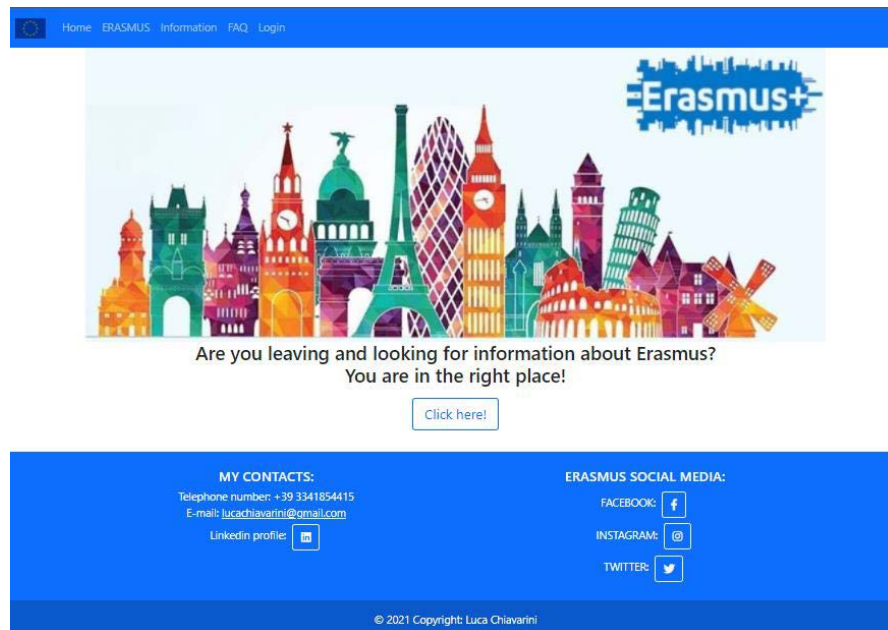 Home ERASMUS Information FAQ Login
Erasmus+
Are you leaving and looking for information about Erasmus?
You are in the right place!
Click here!
MY CONTACTS:
Telephone number: +39 3341854415
E-mail: lucachiavarini@gmail.com
Linkedin profile:
ERASMUS SOCIAL MEDIA:
FACEBOOK:
INSTAGRAM:
TWITTER:
© 2021 Copyright: Luca Chiavarini